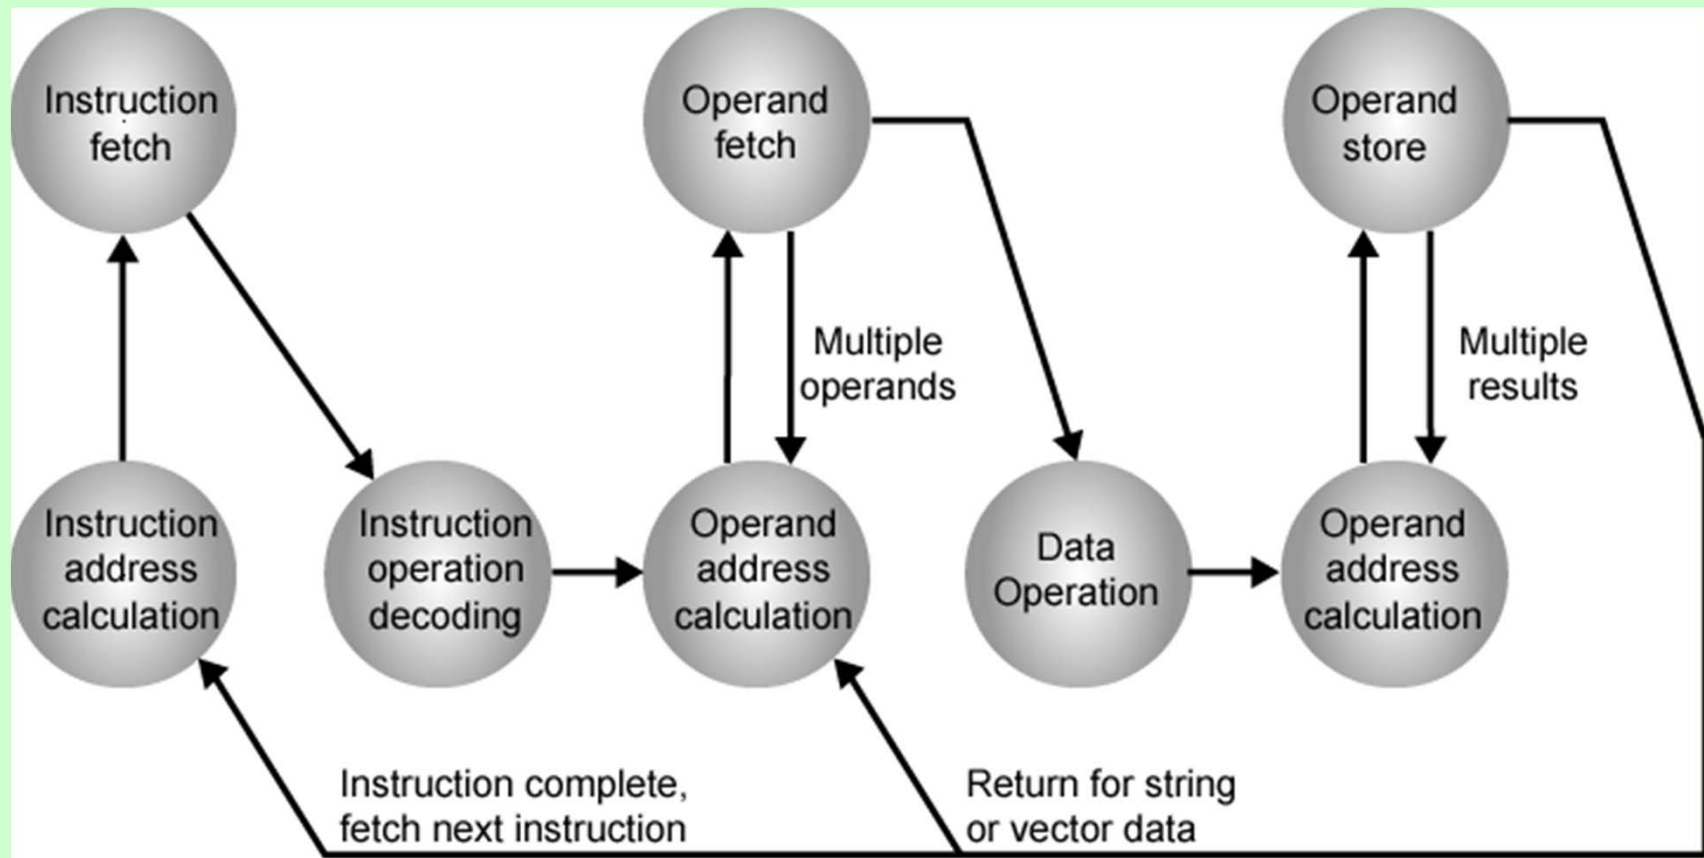 Instruction
fetch
Operand
fetch
Operand
store
Multiple
operands
Multiple
results
Instruction
address
calculation
Instruction
operation
decoding
Operand
address
calculation
Data
Operation
Operand
address
calculation
Instruction complete,
fetch next instruction
Return for string
or vector data